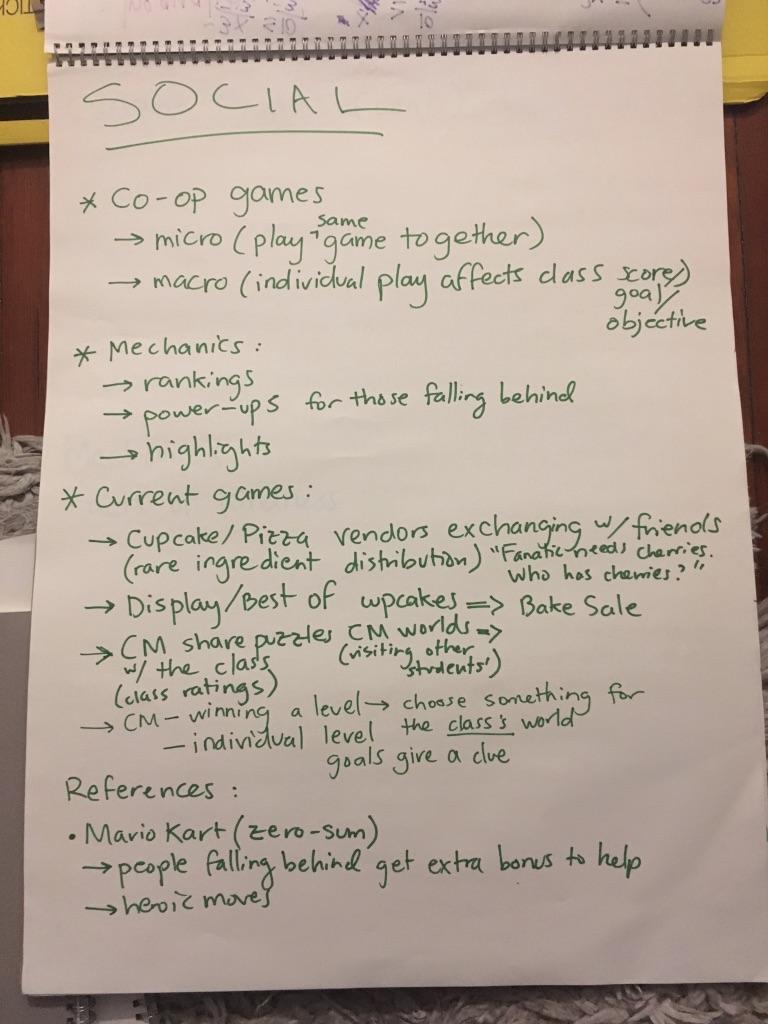 SOCIAL
* Co-op games
→ micro (play same game together)
→ macro (individual play affects class score/)
goal/
objective
* Mechanics:
→ rankings
→ power-ups for those falling behind
→ highlights
* Current games:
→ Cupcake/Pizza vendors exchanging w/ friends
(rare ingredient distribution) "Fanatic needs cherries.
Who has cherries?"
→ Display/Best of cupcakes => Bake Sale
→ CM share puzzles CM worlds =>
w/ the class (visiting other
students')
(class ratings)
→ CM - winning a level → choose something for
- individual level the class's world
goals give a clue
References:
• Mario Kart (zero-sum)
→ people falling behind get extra bonus to help
→ heroic moves